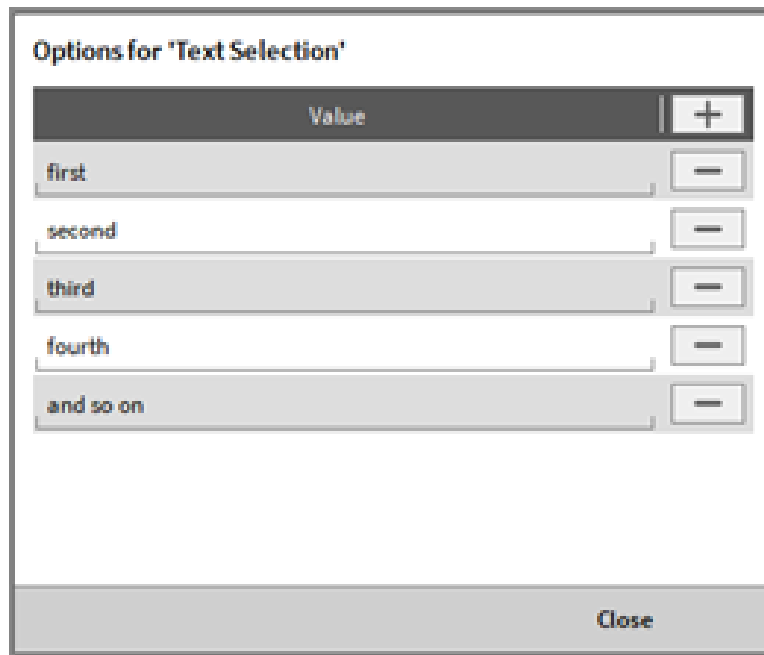 Options for 'Text Selection'
Value
first
second
third
fourth
and so on
Close